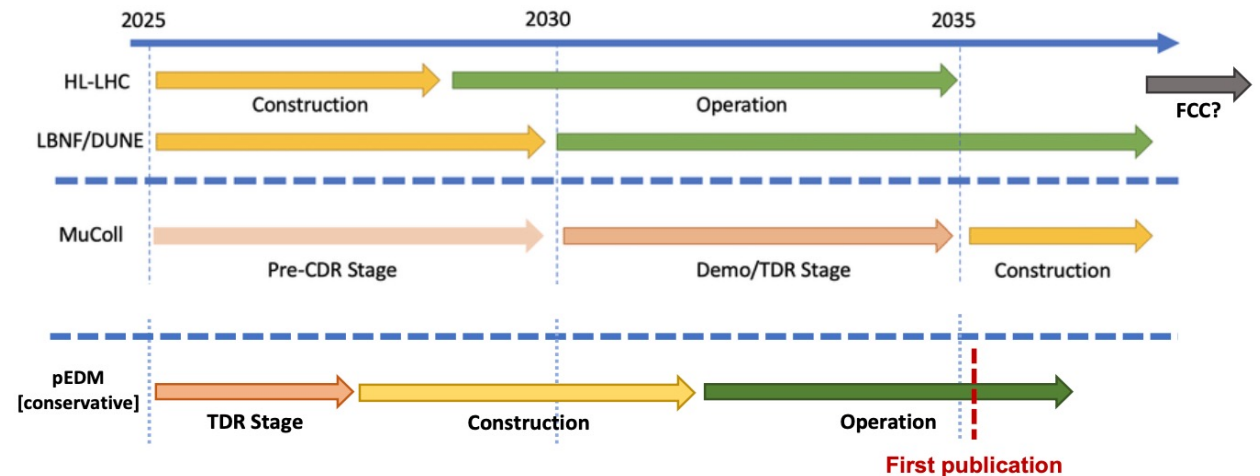 2025
2030
2035
HL-LHC
Construction
Operation
FCC?
LBNF/DUNE
MuColl
Pre-CDR Stage
Demo/TDR Stage
Construction
pEDM
[conservative]
TDR Stage
Construction
Operation
First publication